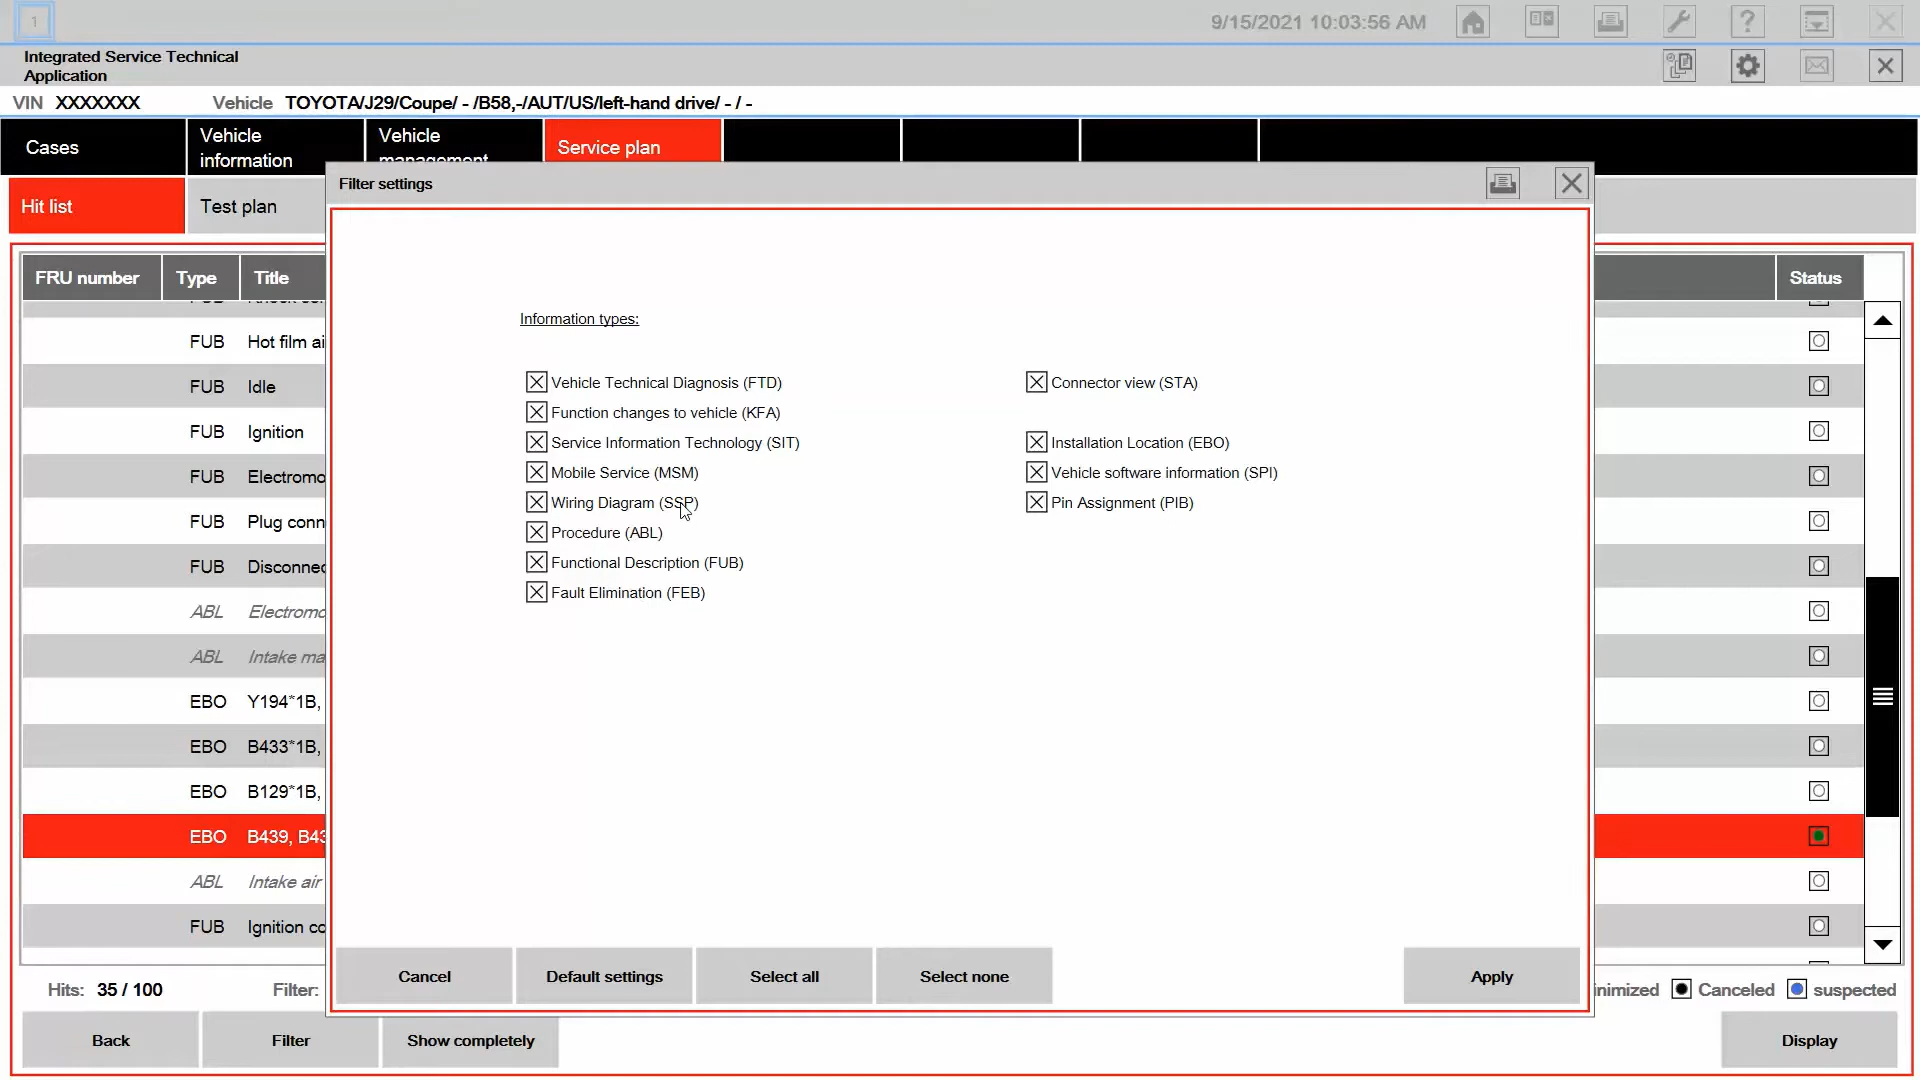 1
9/15/2021 10:03:56 AM
Integrated Service Technical
Application
VIN XXXXXXX Vehicle TOYOTA/J29/Coupe/ - /B58,-/AUT/US/left-hand drive/ - / -
Cases
Vehicle
information
Vehicle
management
Service plan
Hit list
Test plan
Filter settings
FRU number Type Title Status
FUB Hot film ai
FUB Idle
FUB Ignition
FUB Electromo
FUB Plug conn
FUB Disconnec
ABL Electromo
ABL Intake ma
EBO Y194*1B,
EBO B433*1B,
EBO B129*1B,
EBO B439, B43
ABL Intake air
FUB Ignition co
Information types:
Vehicle Technical Diagnosis (FTD)
Function changes to vehicle (KFA)
Service Information Technology (SIT)
Mobile Service (MSM)
Wiring Diagram (SSP)
Procedure (ABL)
Functional Description (FUB)
Fault Elimination (FEB)
Connector view (STA)
Installation Location (EBO)
Vehicle software information (SPI)
Pin Assignment (PIB)
Cancel Default settings Select all Select none Apply
Hits: 35 / 100 Filter: nimized Canceled suspected
Back Filter Show completely Display